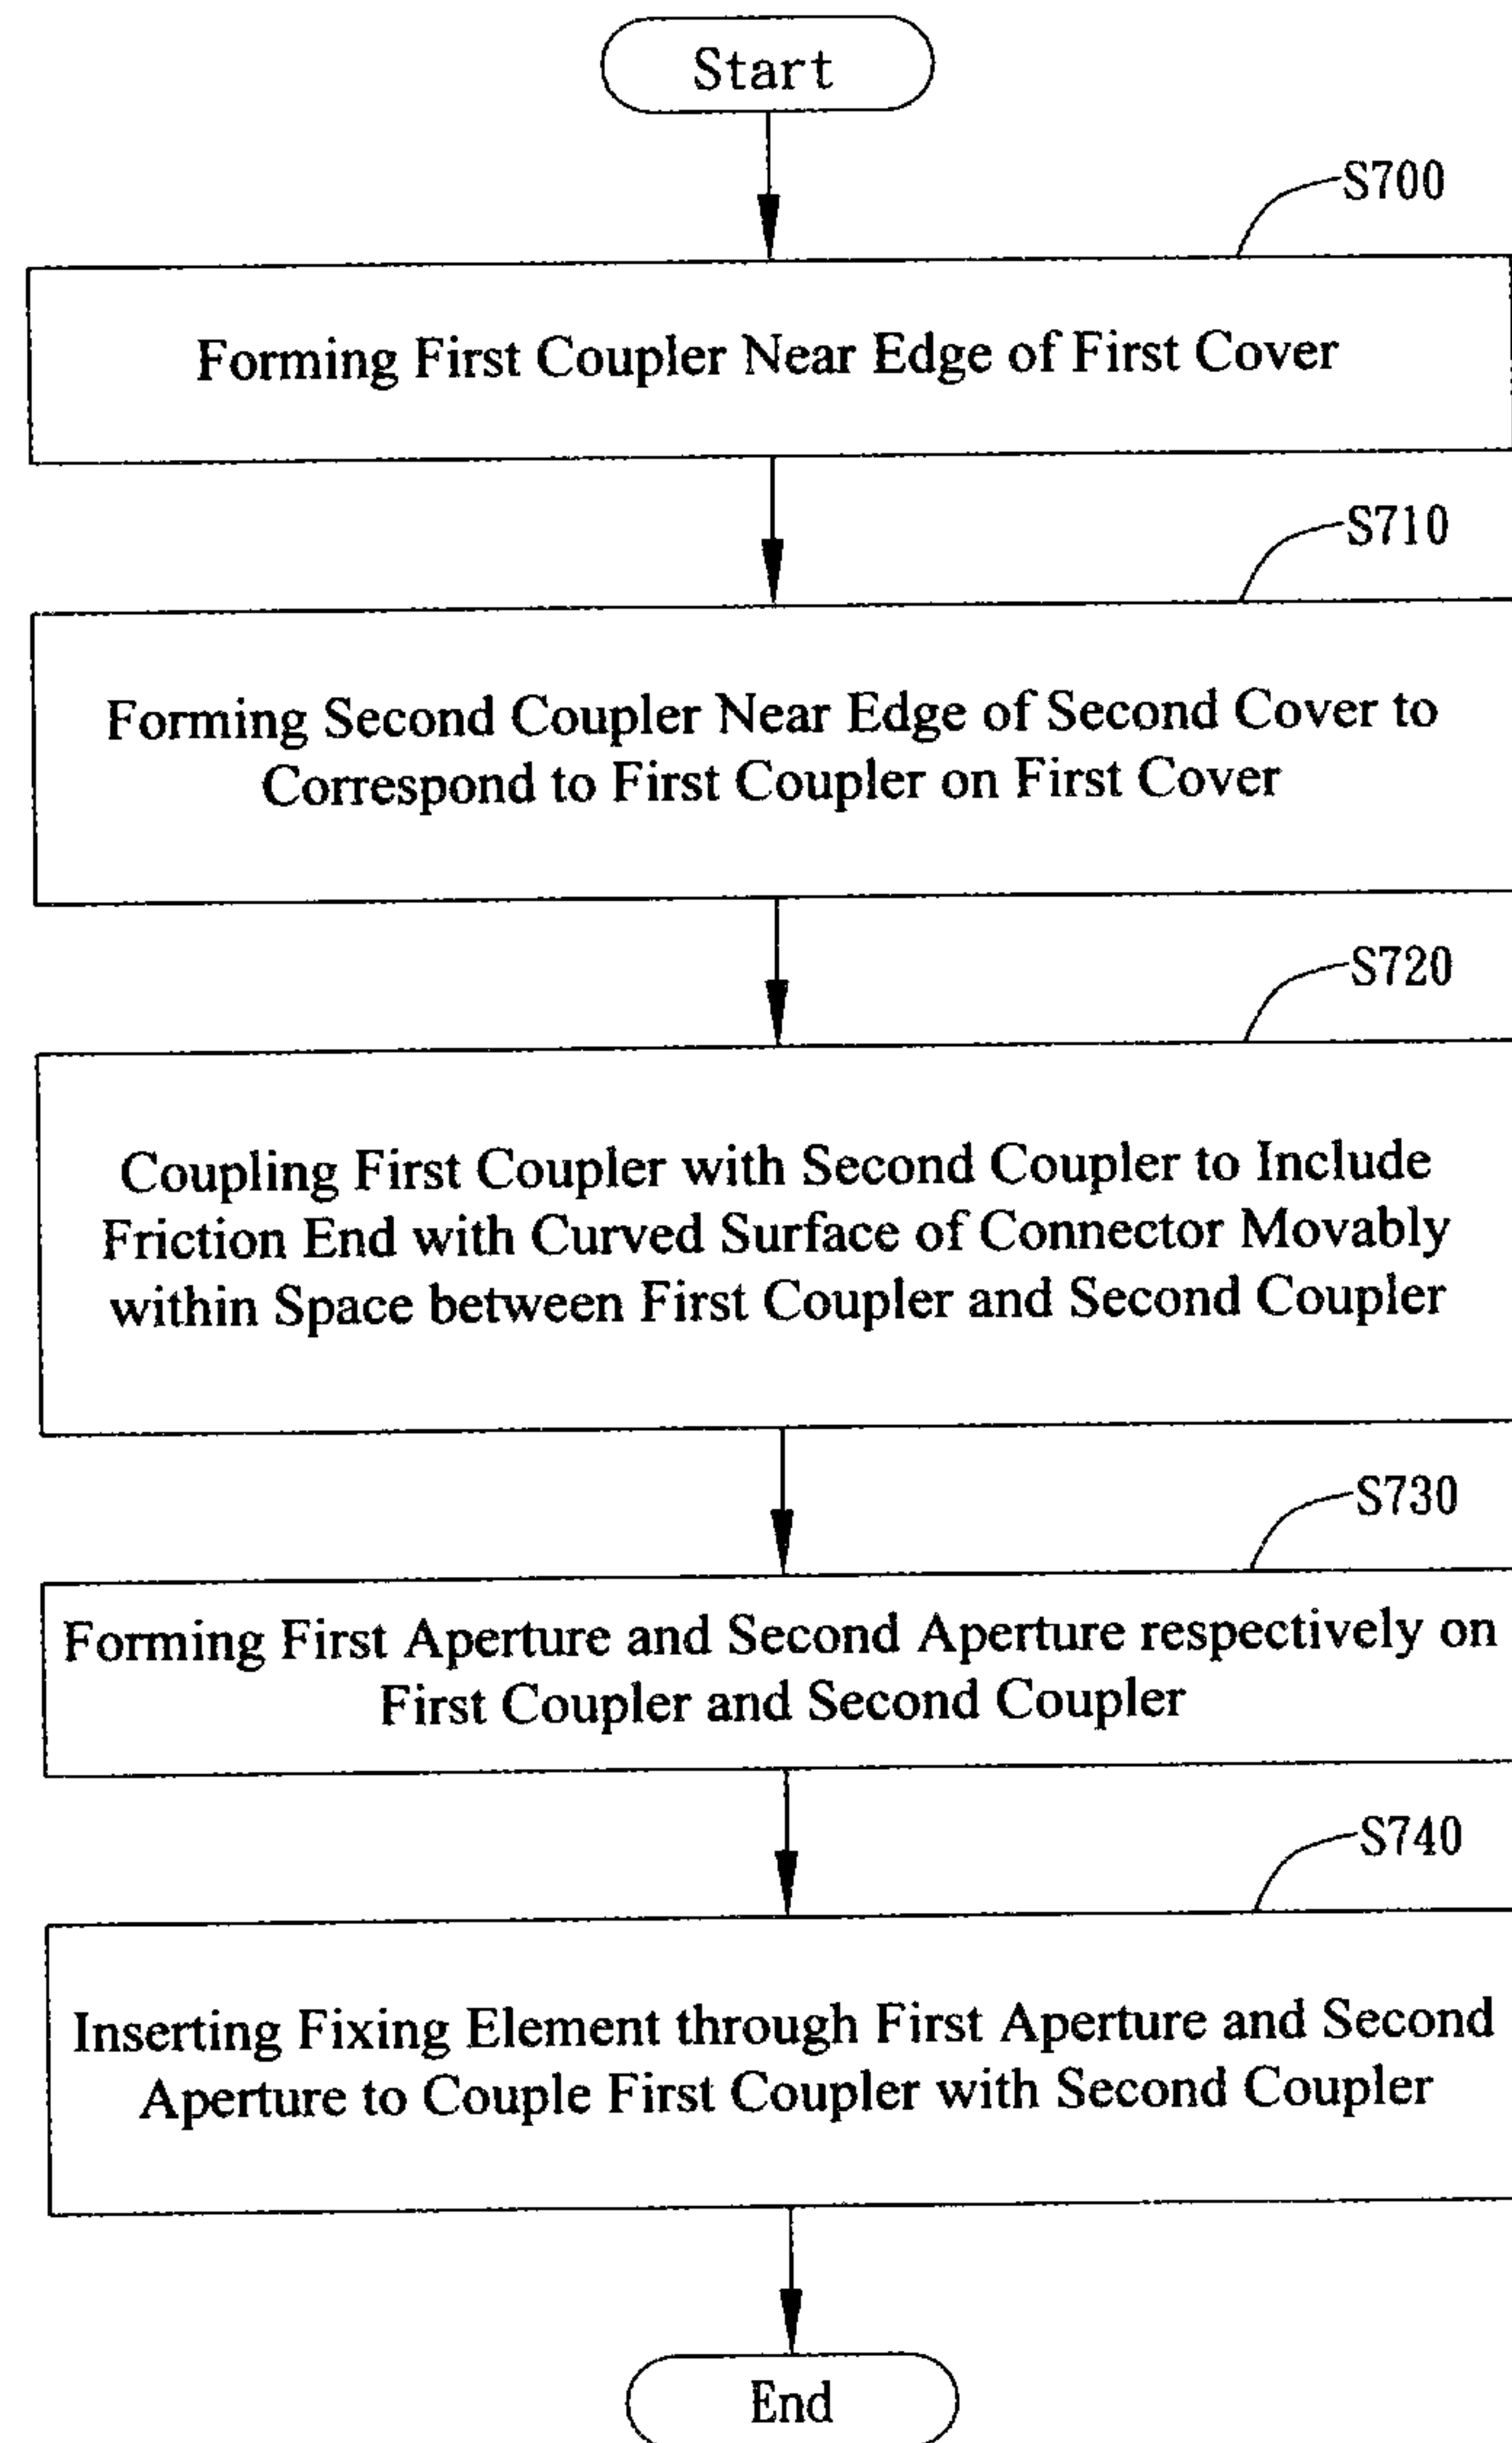 Start
S700
Forming First Coupler Near Edge of First Cover
S710
Forming Second Coupler Near Edge of Second Cover to
Correspond to First Coupler on First Cover
S720
Coupling First Coupler with Second Coupler to Include
Friction End with Curved Surface of Connector Movably
within Space between First Coupler and Second Coupler
S730
Forming First Aperture and Second Aperture respectively on
First Coupler and Second Coupler
S740
Inserting Fixing Element through First Aperture and Second
Aperture to Couple First Coupler with Second Coupler
End